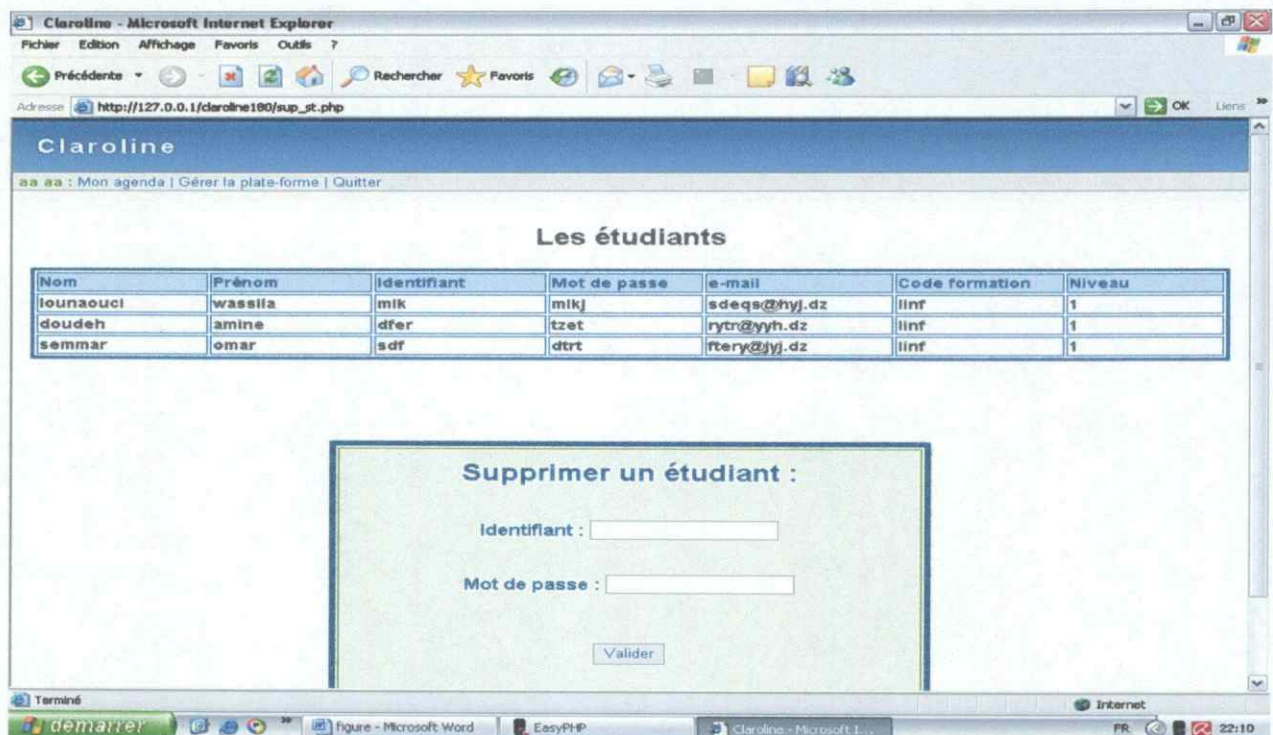 Claroline - Microsoft Internet Explorer
Fichier Edition Affichage Favoris Outils ?
Précédente Rechercher Favoris
Adresse http://127.0.0.1/claroline180/sup_st.php OK Liens »
Claroline
aa aa : Mon agenda | Gérer la plate-forme | Quitter
Les étudiants
Nom Prénom Identifiant Mot de passe e-mail Code formation Niveau
lounaouci wassila mlk mlkj sdeqs@hyj.dz linf 1
doudeh amine dfer tzet rytr@yyh.dz linf 1
semmar omar sdf dtrt ftery@jyj.dz linf 1
Supprimer un étudiant :
Identifiant :
Mot de passe :
Valider
Terminé Internet
démarrer » figure - Microsoft Word EasyPHP Claroline - Microsoft I... FR 22:10